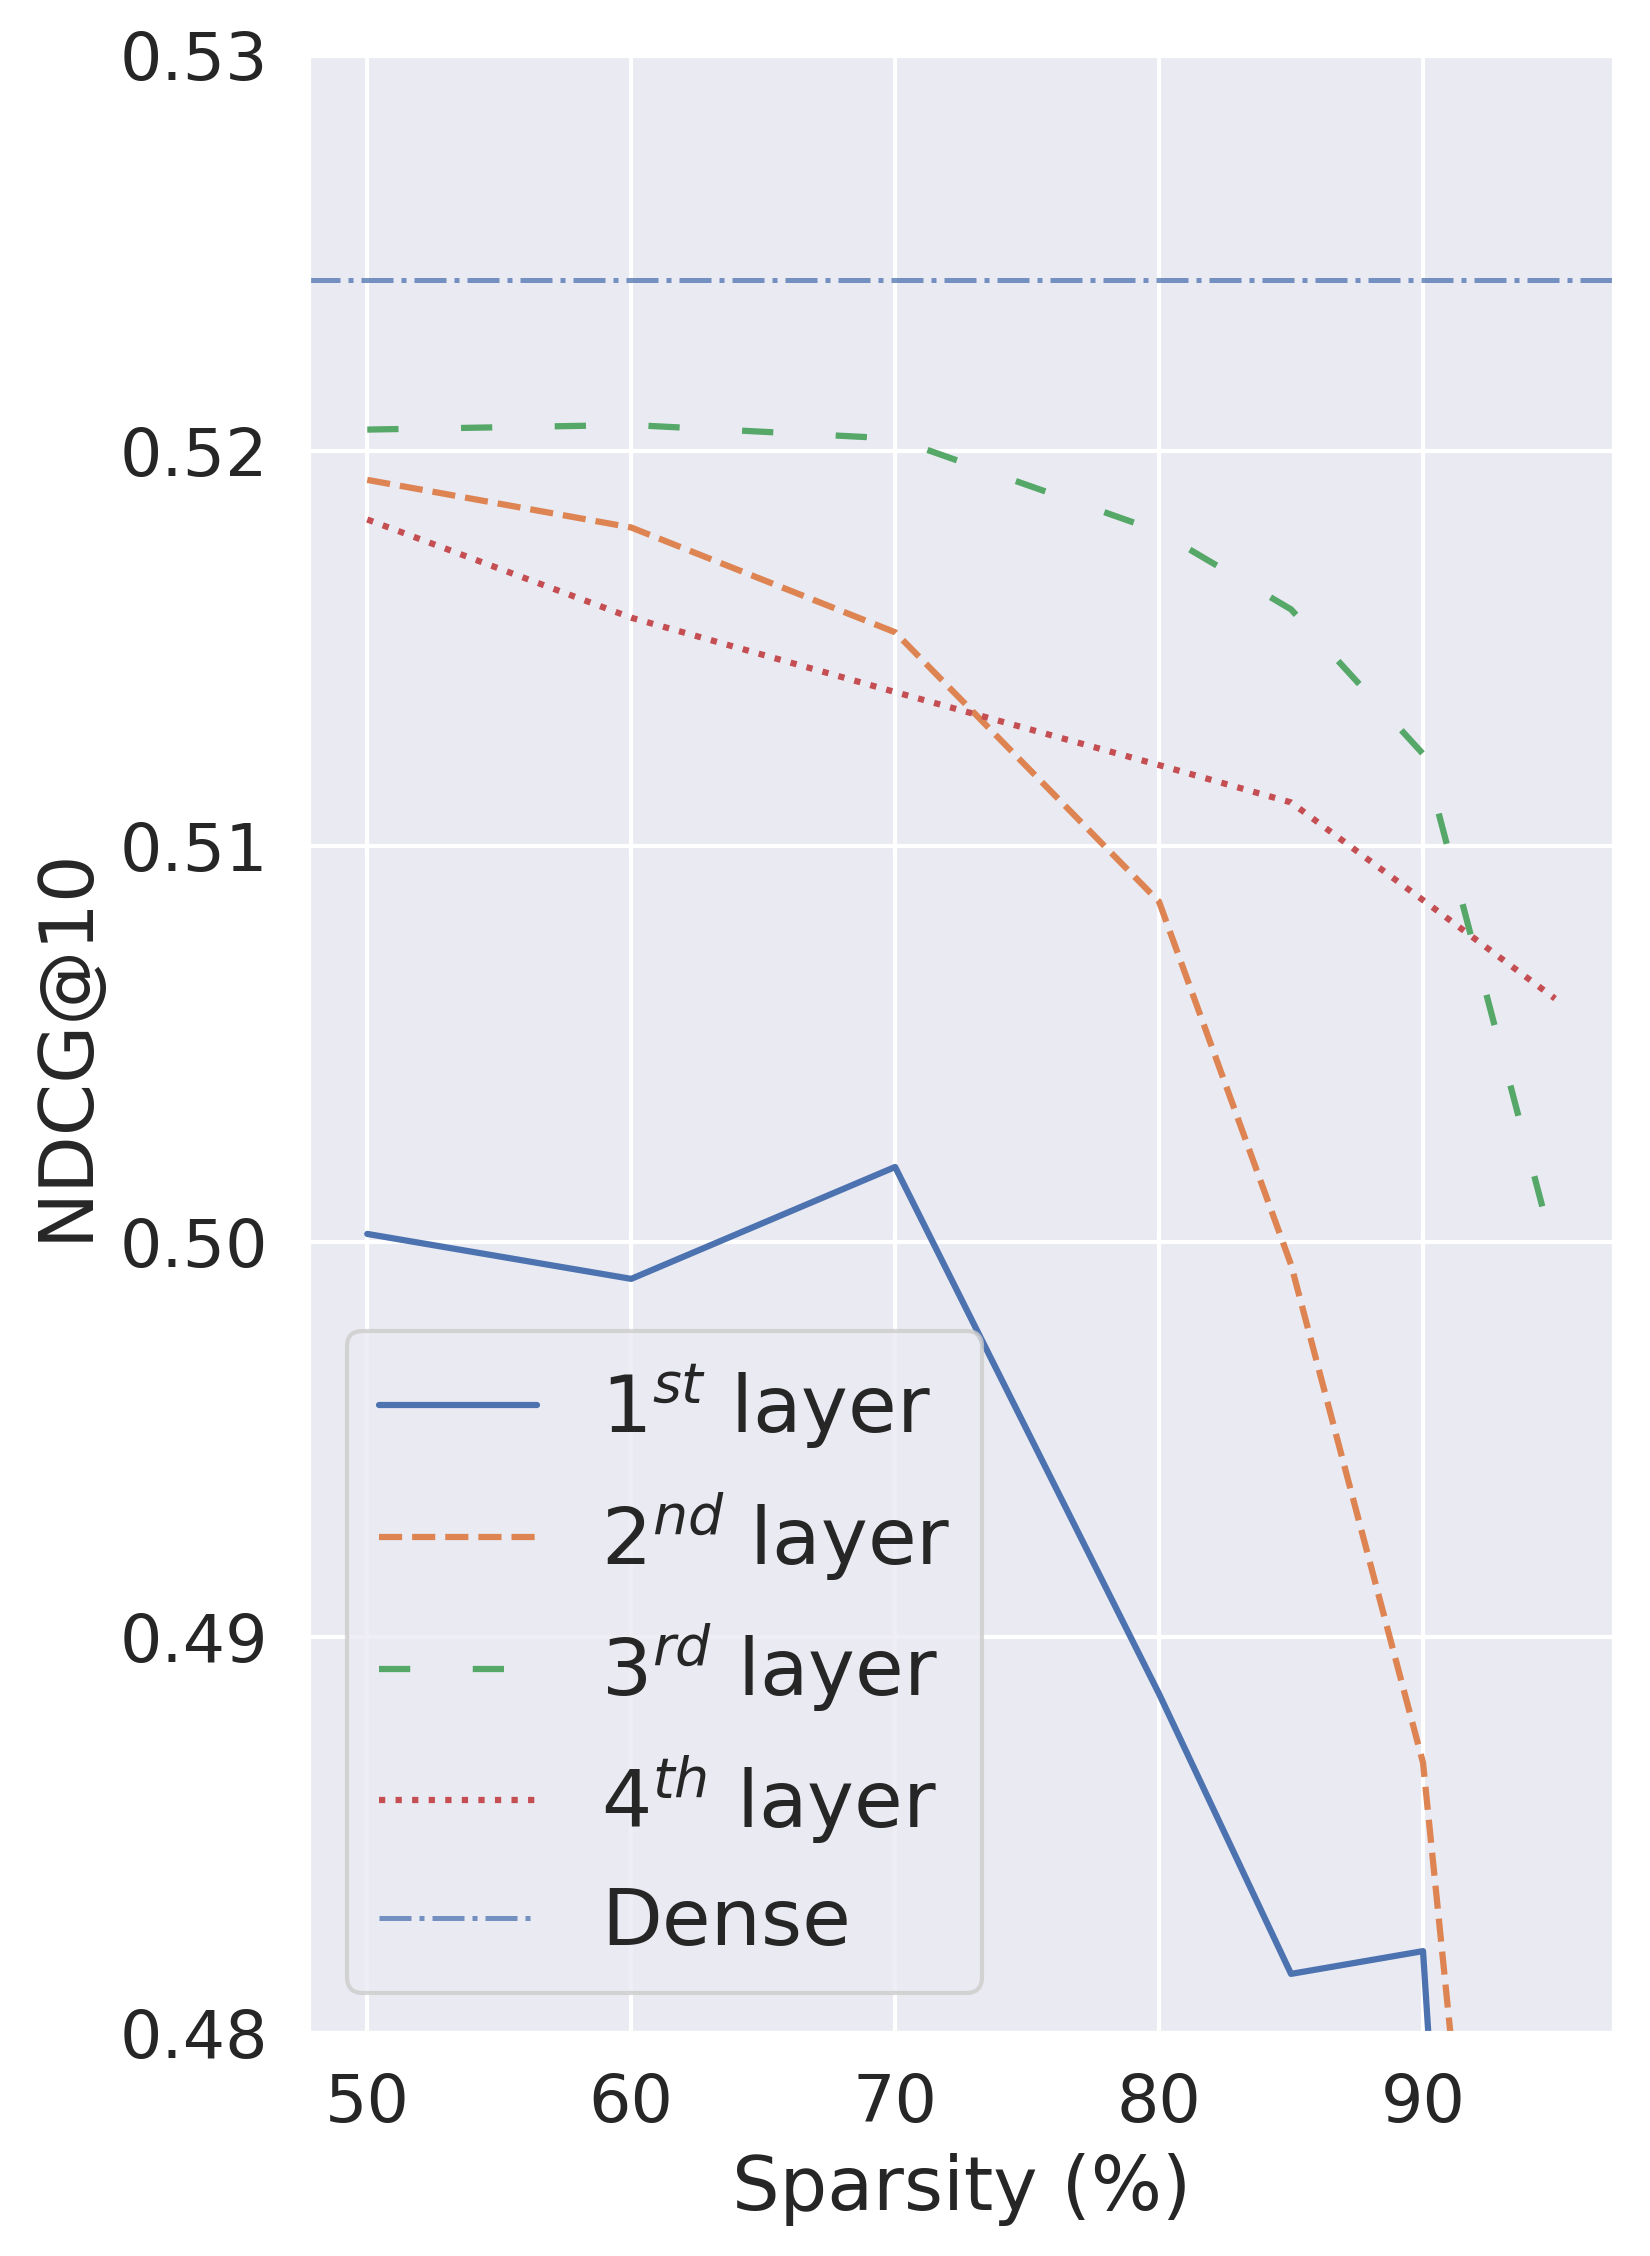 0.53
0.52
0.51
0.50
0.49
0.48
NDCG@10
1st layer
2nd layer
3rd layer
4th layer
Dense
50 60 70 80 90
Sparsity (%)